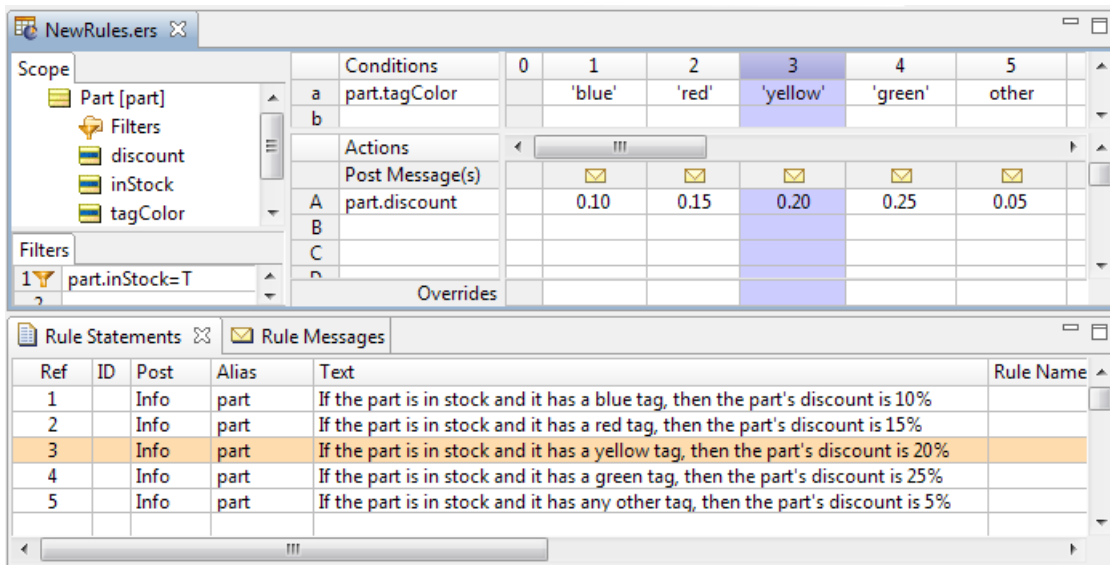 NewRules.ers
Scope
Part [part]
Filters
discount
inStock
tagColor
Filters
1 part.inStock=T
2
Conditions 0 1 2 3 4 5
a part.tagColor 'blue' 'red' 'yellow' 'green' other
b
Actions
Post Message(s)
A part.discount 0.10 0.15 0.20 0.25 0.05
B
C
D
Overrides
Rule Statements Rule Messages
Ref ID Post Alias Text Rule Name
1 Info part If the part is in stock and it has a blue tag, then the part's discount is 10%
2 Info part If the part is in stock and it has a red tag, then the part's discount is 15%
3 Info part If the part is in stock and it has a yellow tag, then the part's discount is 20%
4 Info part If the part is in stock and it has a green tag, then the part's discount is 25%
5 Info part If the part is in stock and it has any other tag, then the part's discount is 5%